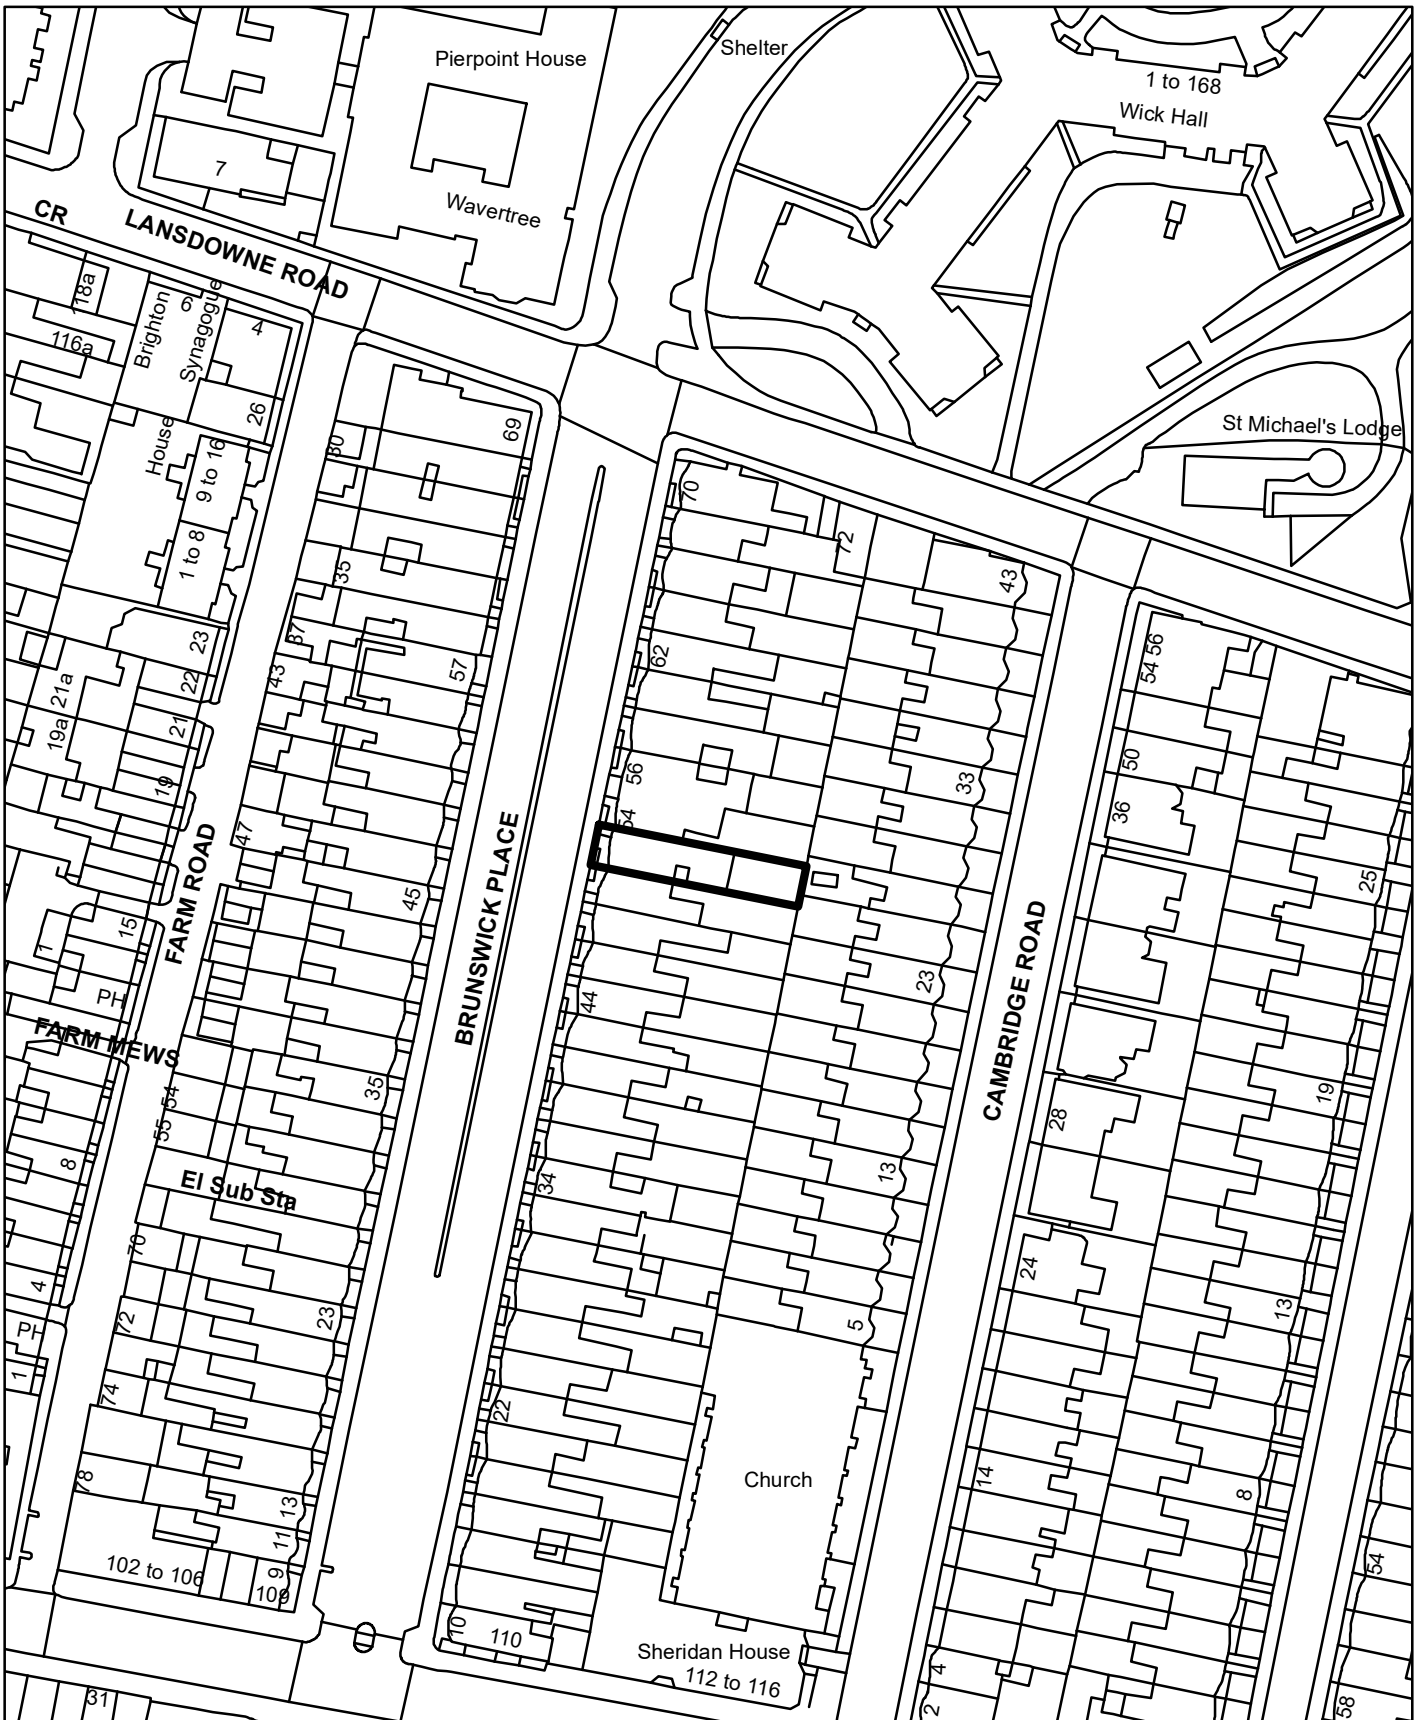 Pierpoint House
Shelter
1 to 168
Wick Hall
7
Wavertree
CR
LANSDOWNE ROAD
118a
116a
Brighton
6
Synagogue
4
26
House
9 to 16
1 to 8
30
69
St Michael's Lodge
70
72
43
35
37
23
22
21
19
21a
19a
43
57
62
54 56
50
36
33
56
54
47
45
FARM ROAD
BRUNSWICK PLACE
CAMBRIDGE ROAD
25
15
1
PH
FARM MEWS
44
23
35
54
55
8
El Sub Sta
34
13
28
19
24
13
70
72
74
78
4
PH
1
23
22
5
14
8
Church
13
11
9
102 to 106
109
10
110
Sheridan House
112 to 116
4
2
54
58
31